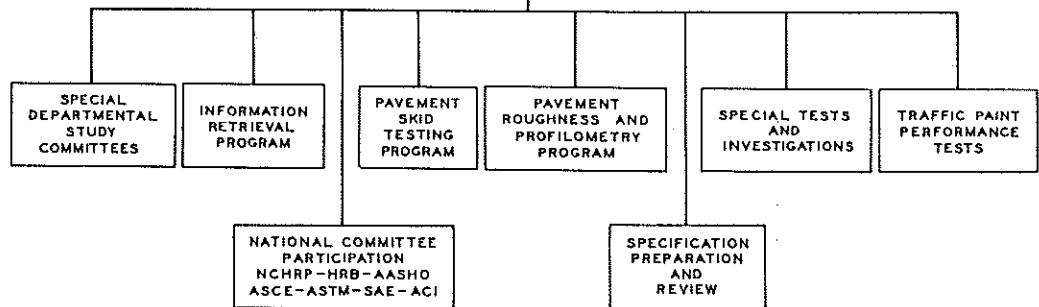 SPECIAL
DEPARTMENTAL
STUDY
COMMITTEES
INFORMATION
RETRIEVAL
PROGRAM
PAVEMENT
SKID
TESTING
PROGRAM
PAVEMENT
ROUGHNESS AND
PROFILOMETRY
PROGRAM
SPECIAL TESTS
AND
INVESTIGATIONS
TRAFFIC PAINT
PERFORMANCE
TESTS
NATIONAL COMMITTEE
PARTICIPATION
NCHRP-HRB-AASHO
ASCE-ASTM-SAE-ACI
SPECIFICATION
PREPARATION
AND
REVIEW